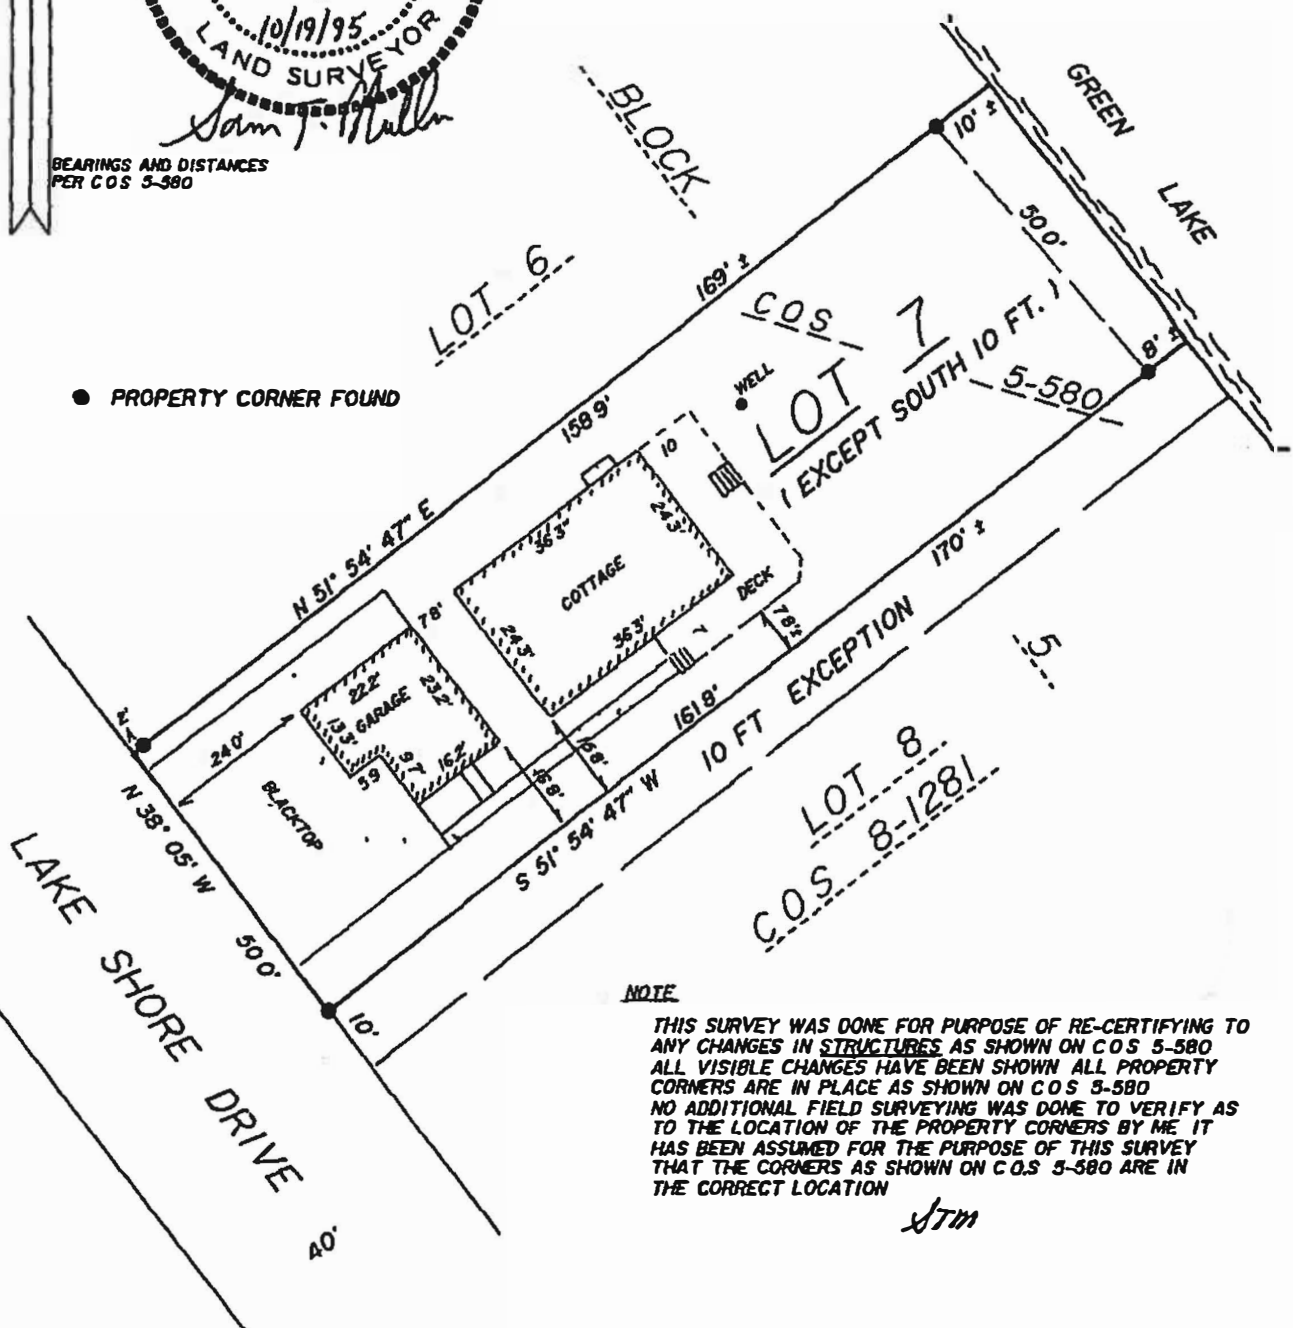 10/19/95
LAND SURVEYOR
Sam T. Mullen
BEARINGS AND DISTANCES
PER C O S 5-580
BLOCK
5
LOT 6
● PROPERTY CORNER FOUND
GREEN
LAKE
10' ±
50 0'
8' ±
169' ±
158 9'
N 51° 54' 47" E
COS
5-580
LOT 7
( EXCEPT SOUTH 10 FT. )
WELL
10
36 3'
24 3'
COTTAGE
24 3'
36 3'
DECK
7
7 8'±
7 8'
22 2'
23 2'
GARAGE
13 3'
5 9
9 7'
16 2'
24 0'
BLACKTOP
16 8'
16 8'
170' ±
161 8'
S 51° 54' 47" W
10 FT EXCEPTION
LOT 8
COS 8-1281
N 38° 05' W
50 0'
10'
LAKE SHORE DRIVE
40'
NOTE
THIS SURVEY WAS DONE FOR PURPOSE OF RE-CERTIFYING TO
ANY CHANGES IN STRUCTURES AS SHOWN ON C O S 5-580
ALL VISIBLE CHANGES HAVE BEEN SHOWN ALL PROPERTY
CORNERS ARE IN PLACE AS SHOWN ON C O S 5-580
NO ADDITIONAL FIELD SURVEYING WAS DONE TO VERIFY AS
TO THE LOCATION OF THE PROPERTY CORNERS BY ME IT
HAS BEEN ASSUMED FOR THE PURPOSE OF THIS SURVEY
THAT THE CORNERS AS SHOWN ON C O.S 5-580 ARE IN
THE CORRECT LOCATION
STM